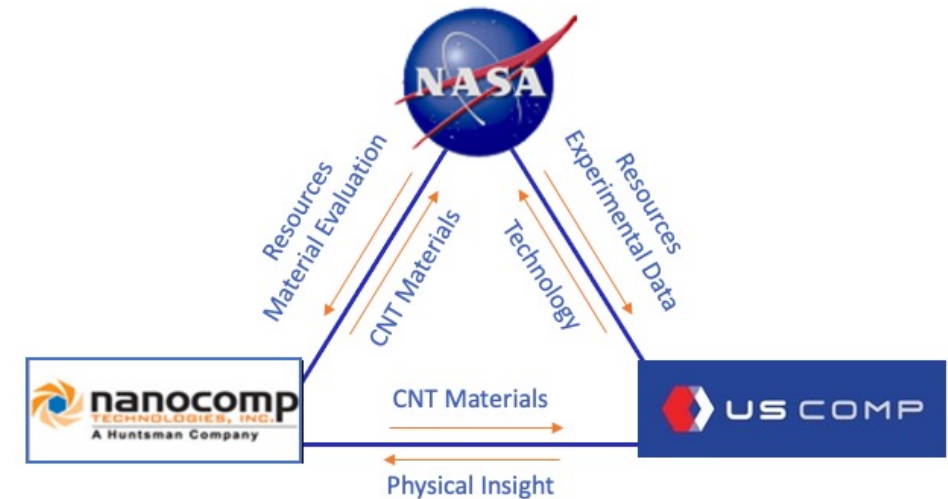 NASA
Resources
Material Evaluation
CNT Materials
Resources
Experimental Data
Technology
nanocomp
TECHNOLOGIES, INC.
A Huntsman Company
CNT Materials
Physical Insight
US COMP